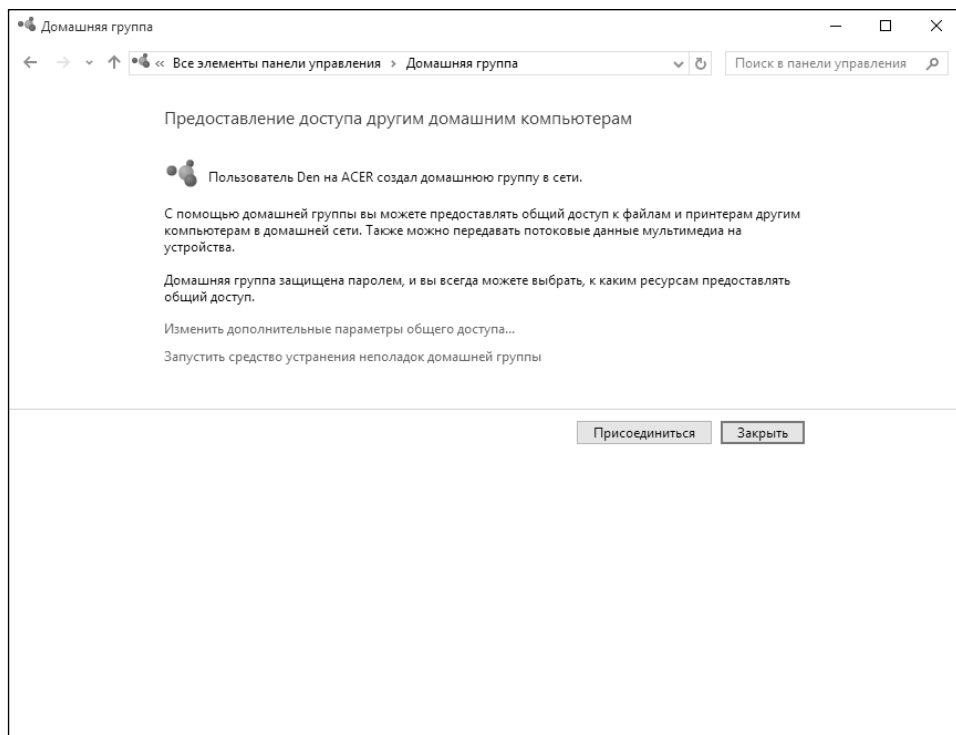 Домашняя группа
« Все элементы панели управления › Домашняя группа
Поиск в панели управления
Предоставление доступа другим домашним компьютерам
Пользователь Den на ACER создал домашнюю группу в сети.
С помощью домашней группы вы можете предоставлять общий доступ к файлам и принтерам другим
компьютерам в домашней сети. Также можно передавать потоковые данные мультимедиа на
устройства.
Домашняя группа защищена паролем, и вы всегда можете выбрать, к каким ресурсам предоставлять
общий доступ.
Изменить дополнительные параметры общего доступа...
Запустить средство устранения неполадок домашней группы
Присоединиться
Закрыть